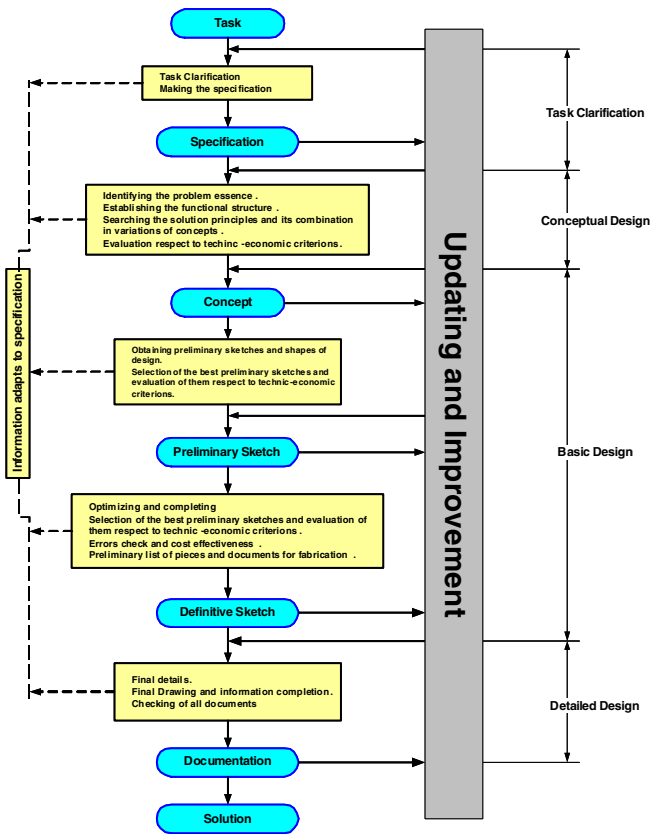 Task
Task Clarification
Making the specification
Task Clarification
Specification
Identifying the problem essence .
Establishing the functional structure .
Searching the solution principles and its combination
in variations of concepts .
Evaluation respect to techinc -economic criterions .
Conceptual Design
Updating and Improvement
Information adapts to specification
Concept
Obtaining preliminary sketches and shapes of
design.
Selection of the best preliminary sketches and
evaluation of them respect to technic-economic
criterions.
Basic Design
Preliminary Sketch
Optimizing and completing
Selection of the best preliminary sketches and evaluation of
them respect to technic -economic criterions .
Errors check and cost effectiveness .
Preliminary list of pieces and documents for fabrication .
Definitive Sketch
Final details.
Final Drawing and information completion.
Checking of all documents
Detailed Design
Documentation
Solution